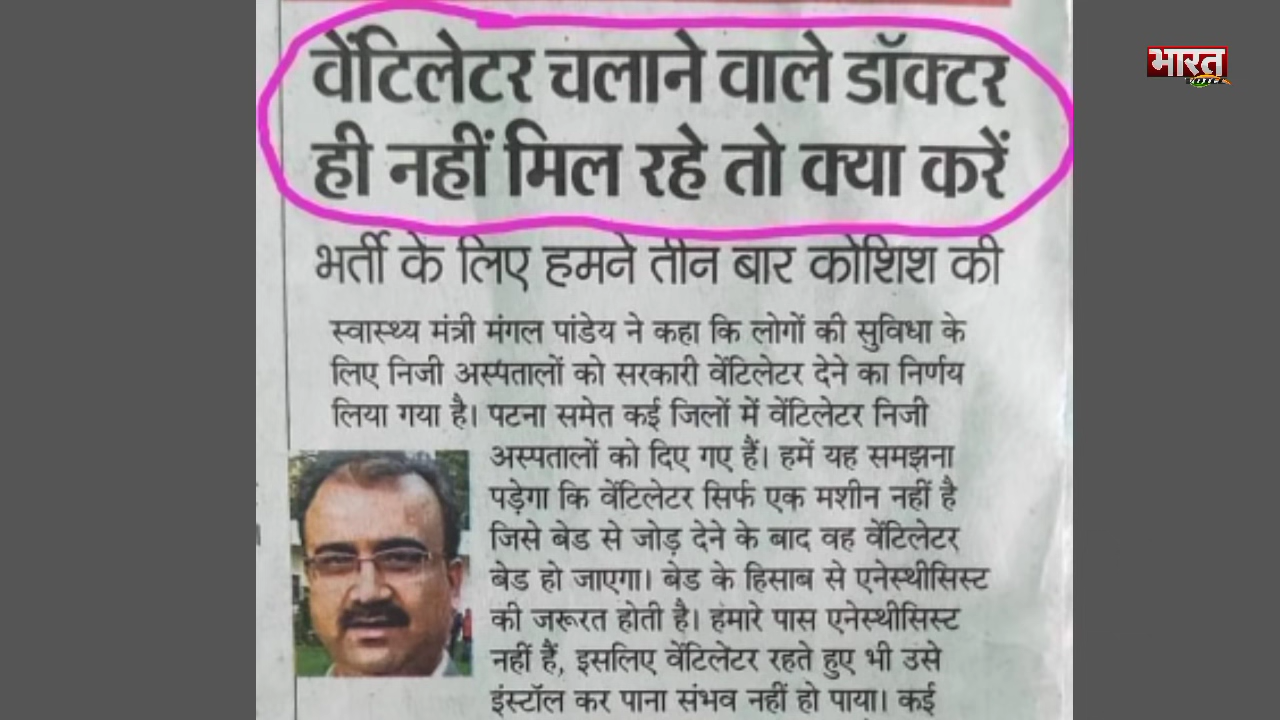 वेंटिलेटर चलाने वाले डॉक्टर
ही नहीं मिल रहे तो क्या करें
भर्ती के लिए हमने तीन बार कोशिश की
स्वास्थ्य मंत्री मंगल पांडेय ने कहा कि लोगों की सुविधा के
लिए निजी अस्पतालों को सरकारी वेंटिलेटर देने का निर्णय
लिया गया है। पटना समेत कई जिलों में वेंटिलेटर निजी
अस्पतालों को दिए गए हैं। हमें यह समझना
पड़ेगा कि वेंटिलेटर सिर्फ एक मशीन नहीं है
जिसे बेड से जोड़ देने के बाद वह वेंटिलेटर
बेड हो जाएगा। बेड के हिसाब से एनेस्थीसिस्ट
की जरूरत होती है। हमारे पास एनेस्थीसिस्ट
नहीं हैं, इसलिए वेंटिलेटर रहते हुए भी उसे
इंस्टॉल कर पाना संभव नहीं हो पाया। कई
भारत